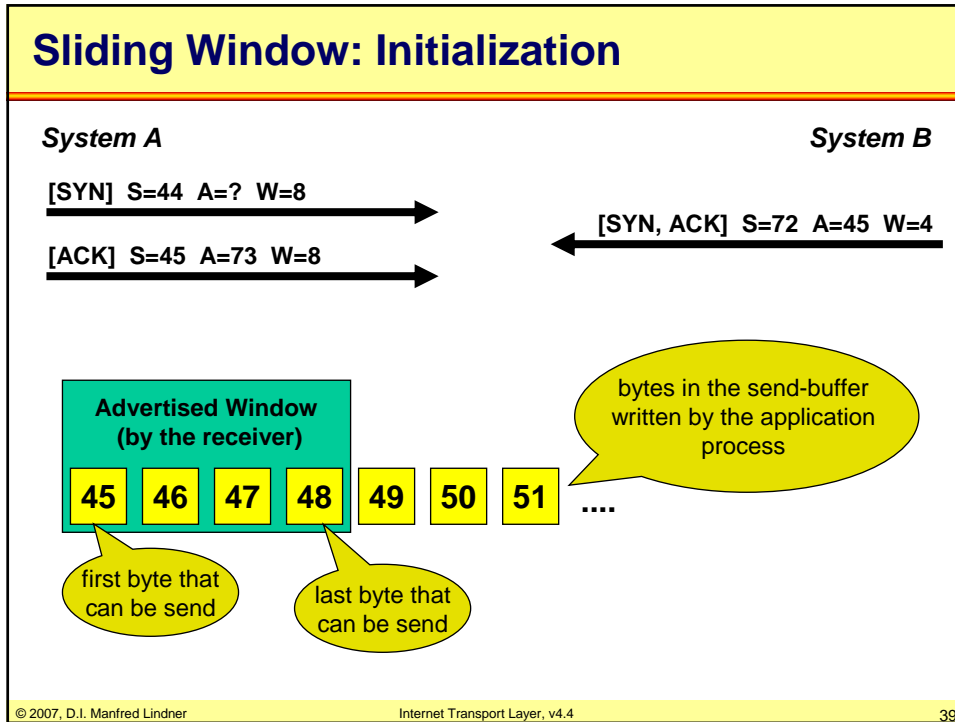 Sliding Window: Initialization
System A
System B
[SYN] S=44 A=? W=8
[SYN, ACK] S=72 A=45 W=4
[ACK] S=45 A=73 W=8
bytes in the send-buffer
written by the application
process
Advertised Window
(by the receiver)
45 46 47 48 49 50 51 ....
first byte that
can be send
last byte that
can be send
© 2007, D.I. Manfred Lindner
Internet Transport Layer, v4.4
39